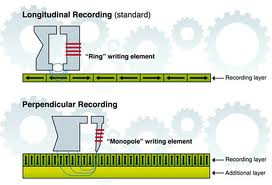 Longitudinal Recording (standard)
"Ring" writing element
Recording layer
Perpendicular Recording
"Monopole" writing element
Recording layer
Additional layer